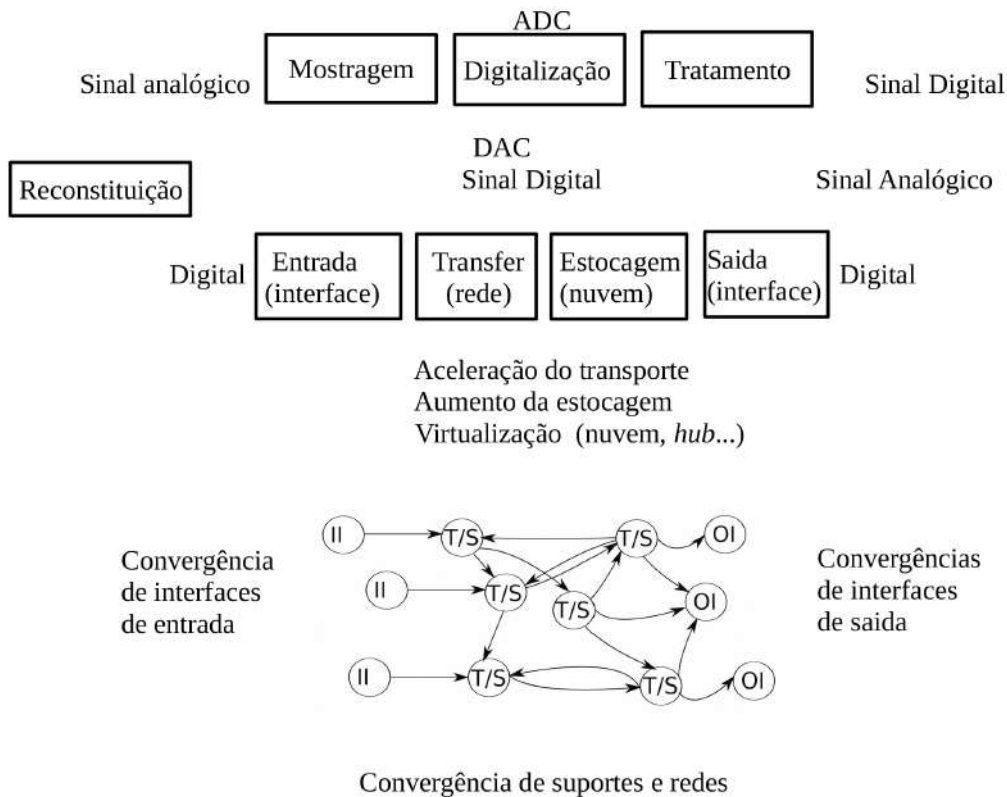 ADC
Sinal analógico Mostragem Digitalização Tratamento Sinal Digital
DAC
Sinal Digital Sinal Analógico
Reconstituição
Digital Entrada Transfer Estocagem Saida Digital
(interface) (rede) (nuvem) (interface)
Aceleração do transporte
Aumento da estocagem
Virtualização (nuvem, hub...)
II T/S T/S OI
Convergência Convergências
de interfaces II T/S T/S OI de interfaces
de entrada de saida
II T/S T/S OI
Convergência de suportes e redes